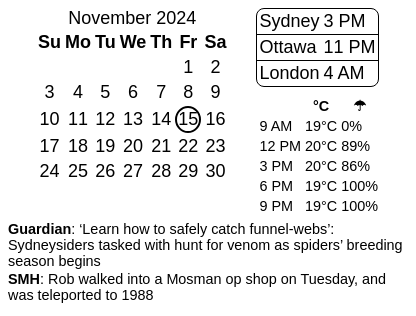 November 2024
Su Mo Tu We Th Fr Sa
1 2
3 4 5 6 7 8 9
10 11 12 13 14 15 16
17 18 19 20 21 22 23
24 25 26 27 28 29 30
Sydney 3 PM
Ottawa 11 PM
London 4 AM
°C ☂
9 AM 19°C 0%
12 PM 20°C 89%
3 PM 20°C 86%
6 PM 19°C 100%
9 PM 19°C 100%
Guardian: ‘Learn how to safely catch funnel-webs’:
Sydneysiders tasked with hunt for venom as spiders’ breeding
season begins
SMH: Rob walked into a Mosman op shop on Tuesday, and
was teleported to 1988